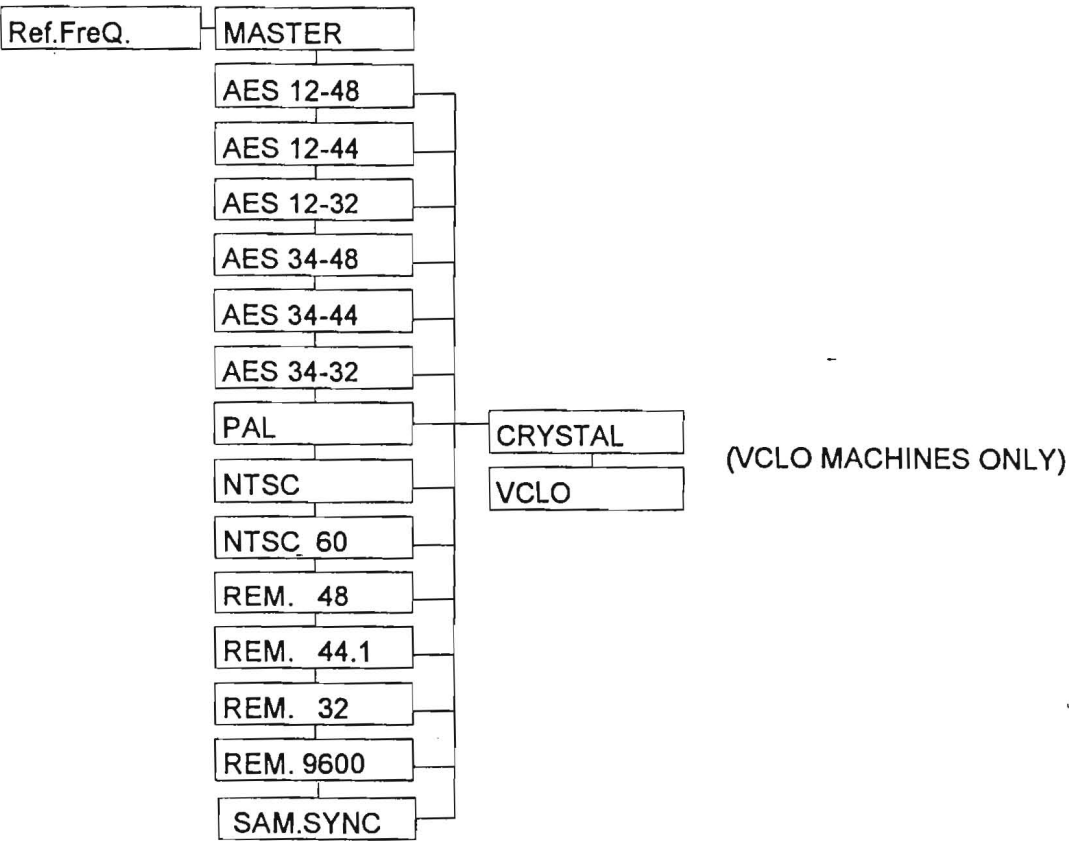 Ref.FreQ.
MASTER
AES 12-48
AES 12-44
AES 12-32
AES 34-48
AES 34-44
AES 34-32
PAL
NTSC
NTSC 60
REM. 48
REM. 44.1
REM. 32
REM. 9600
SAM.SYNC
CRYSTAL
VCLO
(VCLO MACHINES ONLY)